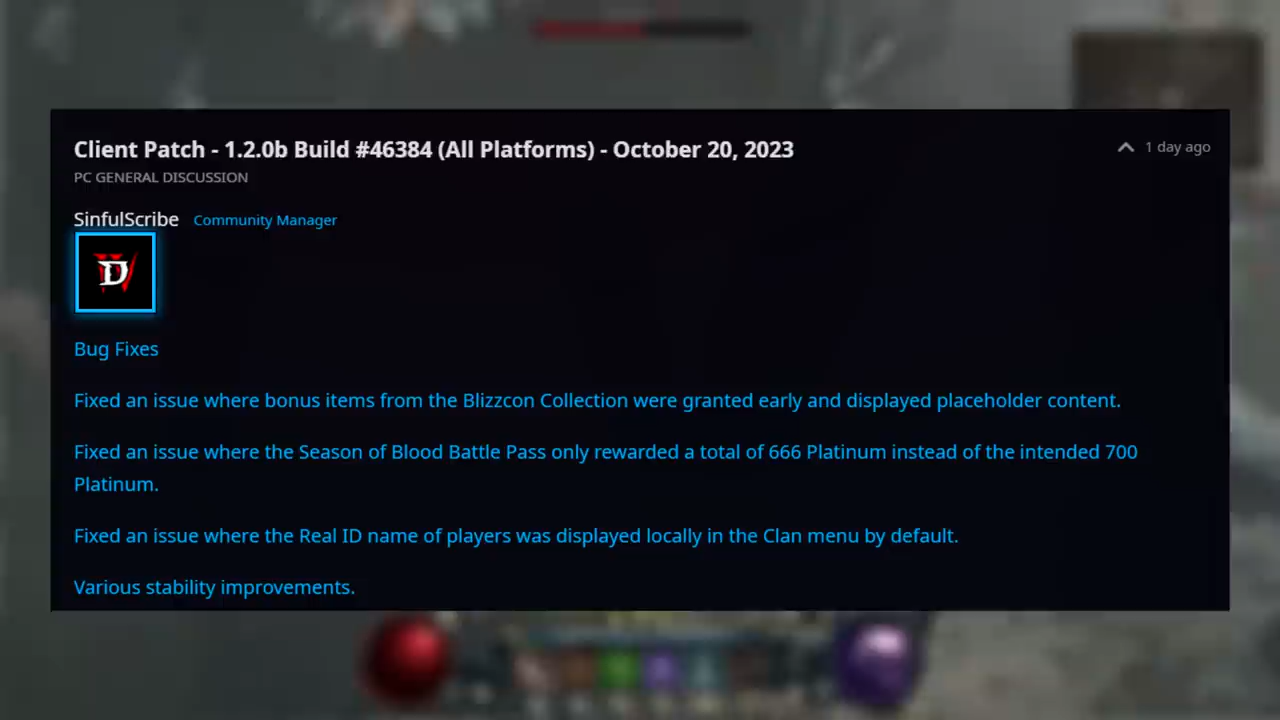 Client Patch - 1.2.0b Build #46384 (All Platforms) - October 20, 2023
1 day ago
PC GENERAL DISCUSSION
SinfulScribe Community Manager
Bug Fixes
Fixed an issue where bonus items from the Blizzcon Collection were granted early and displayed placeholder content.
Fixed an issue where the Season of Blood Battle Pass only rewarded a total of 666 Platinum instead of the intended 700
Platinum.
Fixed an issue where the Real ID name of players was displayed locally in the Clan menu by default.
Various stability improvements.